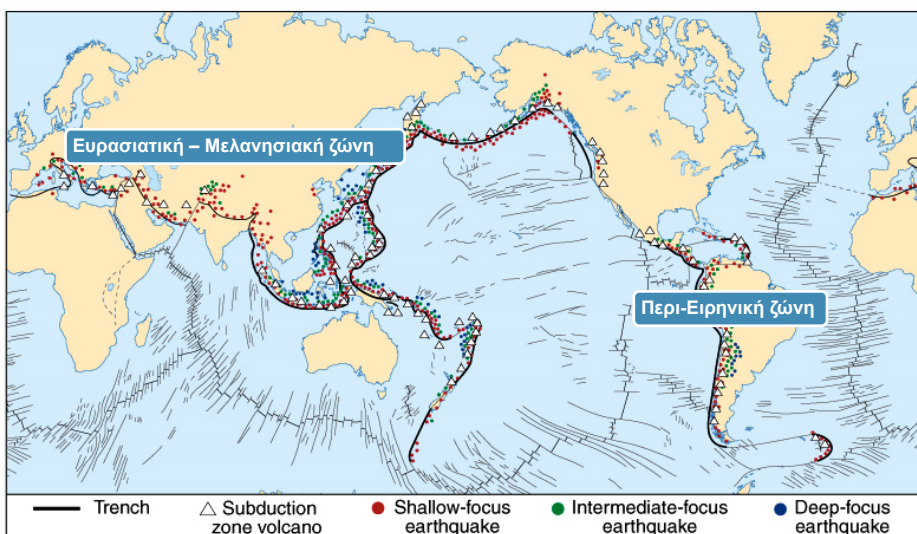 Ευρασιατική – Μελανησιακή ζώνη
Περι-Ειρηνική ζώνη
Trench
Subduction
zone volcano
Shallow-focus
earthquake
Intermediate-focus
earthquake
Deep-focus
earthquake